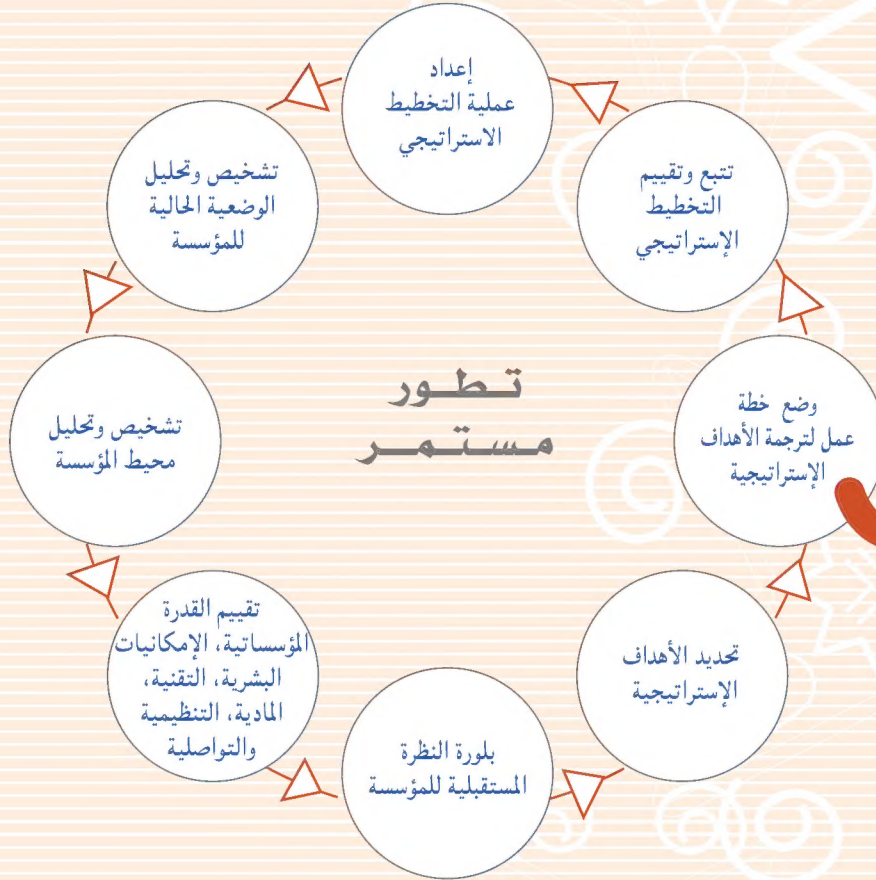 إعداد
عملية التخطيط
الاستراتيجي
تشخيص وتحليل
الوضعية الحالية
للمؤسسة
تشخيص وتحليل
محيط المؤسسة
تقييم القدرة
المؤسساتية، الإمكانيات
البشرية، التقنية،
المادية، التنظيمية
والتواصلية
بلورة النظرة
المستقبلية للمؤسسة
تحديد الأهداف
الإستراتيجية
وضع خطة
عمل لترجمة الأهداف
الإستراتيجية
تتبع وتقييم
التخطيط
الإستراتيجي
تطور
مستمر